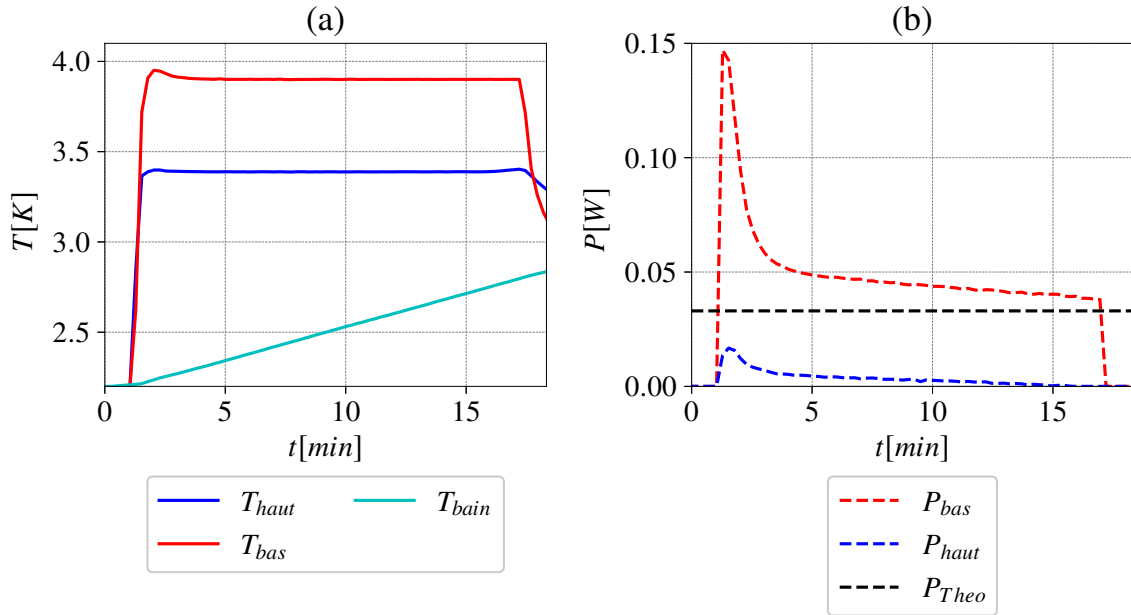 (a)
T[K]
4.0
3.5
3.0
2.5
0 5 10 15
t[min]
T_haut T_bain
T_bas
(b)
P[W]
0.15
0.10
0.05
0.00
0 5 10 15
t[min]
P_bas
P_haut
P_Theo